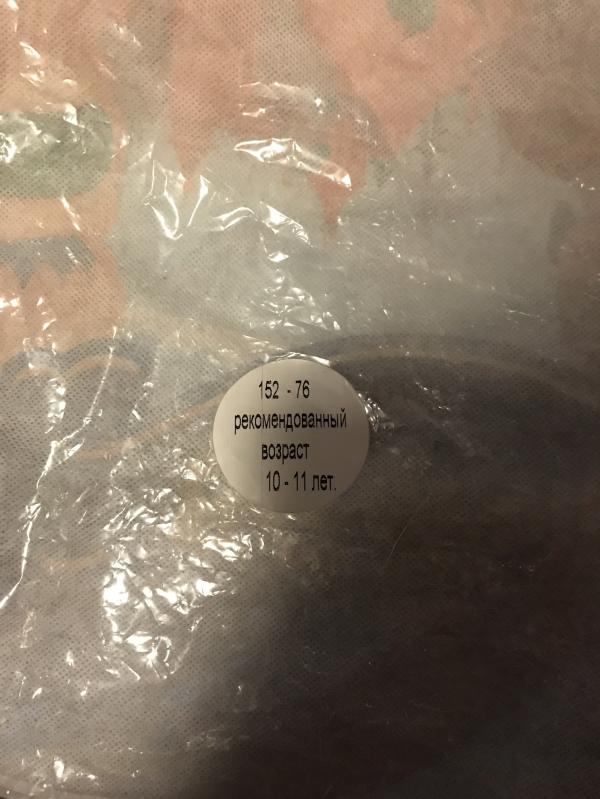 152 - 76
рекомендованный
возраст
10 - 11 лет.